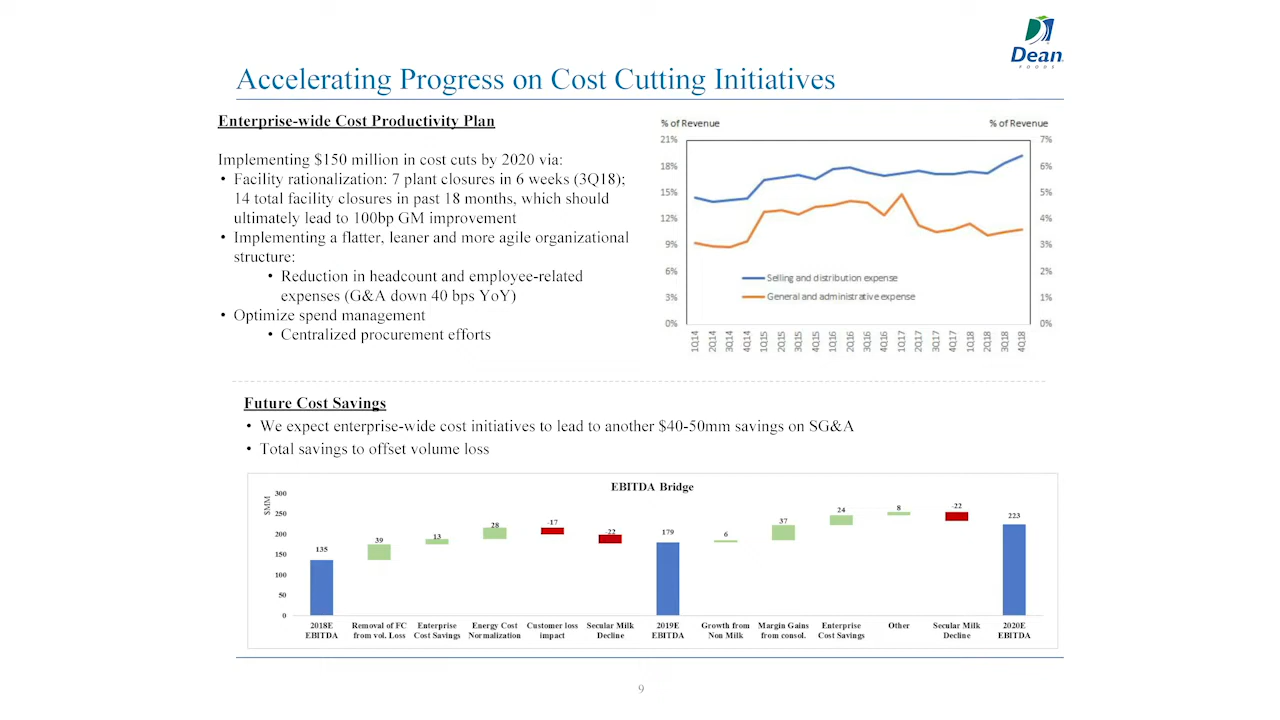 Dean
FOODS
Accelerating Progress on Cost Cutting Initiatives
Enterprise-wide Cost Productivity Plan
Implementing $150 million in cost cuts by 2020 via:
• Facility rationalization: 7 plant closures in 6 weeks (3Q18);
14 total facility closures in past 18 months, which should
ultimately lead to 100bp GM improvement
• Implementing a flatter, leaner and more agile organizational
structure:
• Reduction in headcount and employee-related
expenses (G&A down 40 bps YoY)
• Optimize spend management
• Centralized procurement efforts
% of Revenue % of Revenue
21% 7%
18% 6%
15% 5%
12% 4%
9% 3%
6% 2%
Selling and distribution expense
3% General and administrative expense 1%
0% 0%
1Q14 2Q14 3Q14 4Q14 1Q15 2Q15 3Q15 4Q15 1Q16 2Q16 3Q16 4Q16 1Q17 2Q17 3Q17 4Q17 1Q18 2Q18 3Q18 4Q18
Future Cost Savings
• We expect enterprise-wide cost initiatives to lead to another $40-50mm savings on SG&A
• Total savings to offset volume loss
EBITDA Bridge
$MM
300
250
200
150
100
50
0
135 39 13 28 -17 -22 179 6 37 24 8 -22 223
2018E Removal of FC Enterprise Energy Cost Customer loss Secular Milk 2019E Growth from Margin Gains Enterprise Other Secular Milk 2020E
EBITDA from vol. Loss Cost Savings Normalization impact Decline EBITDA Non Milk from consol. Cost Savings Decline EBITDA
9